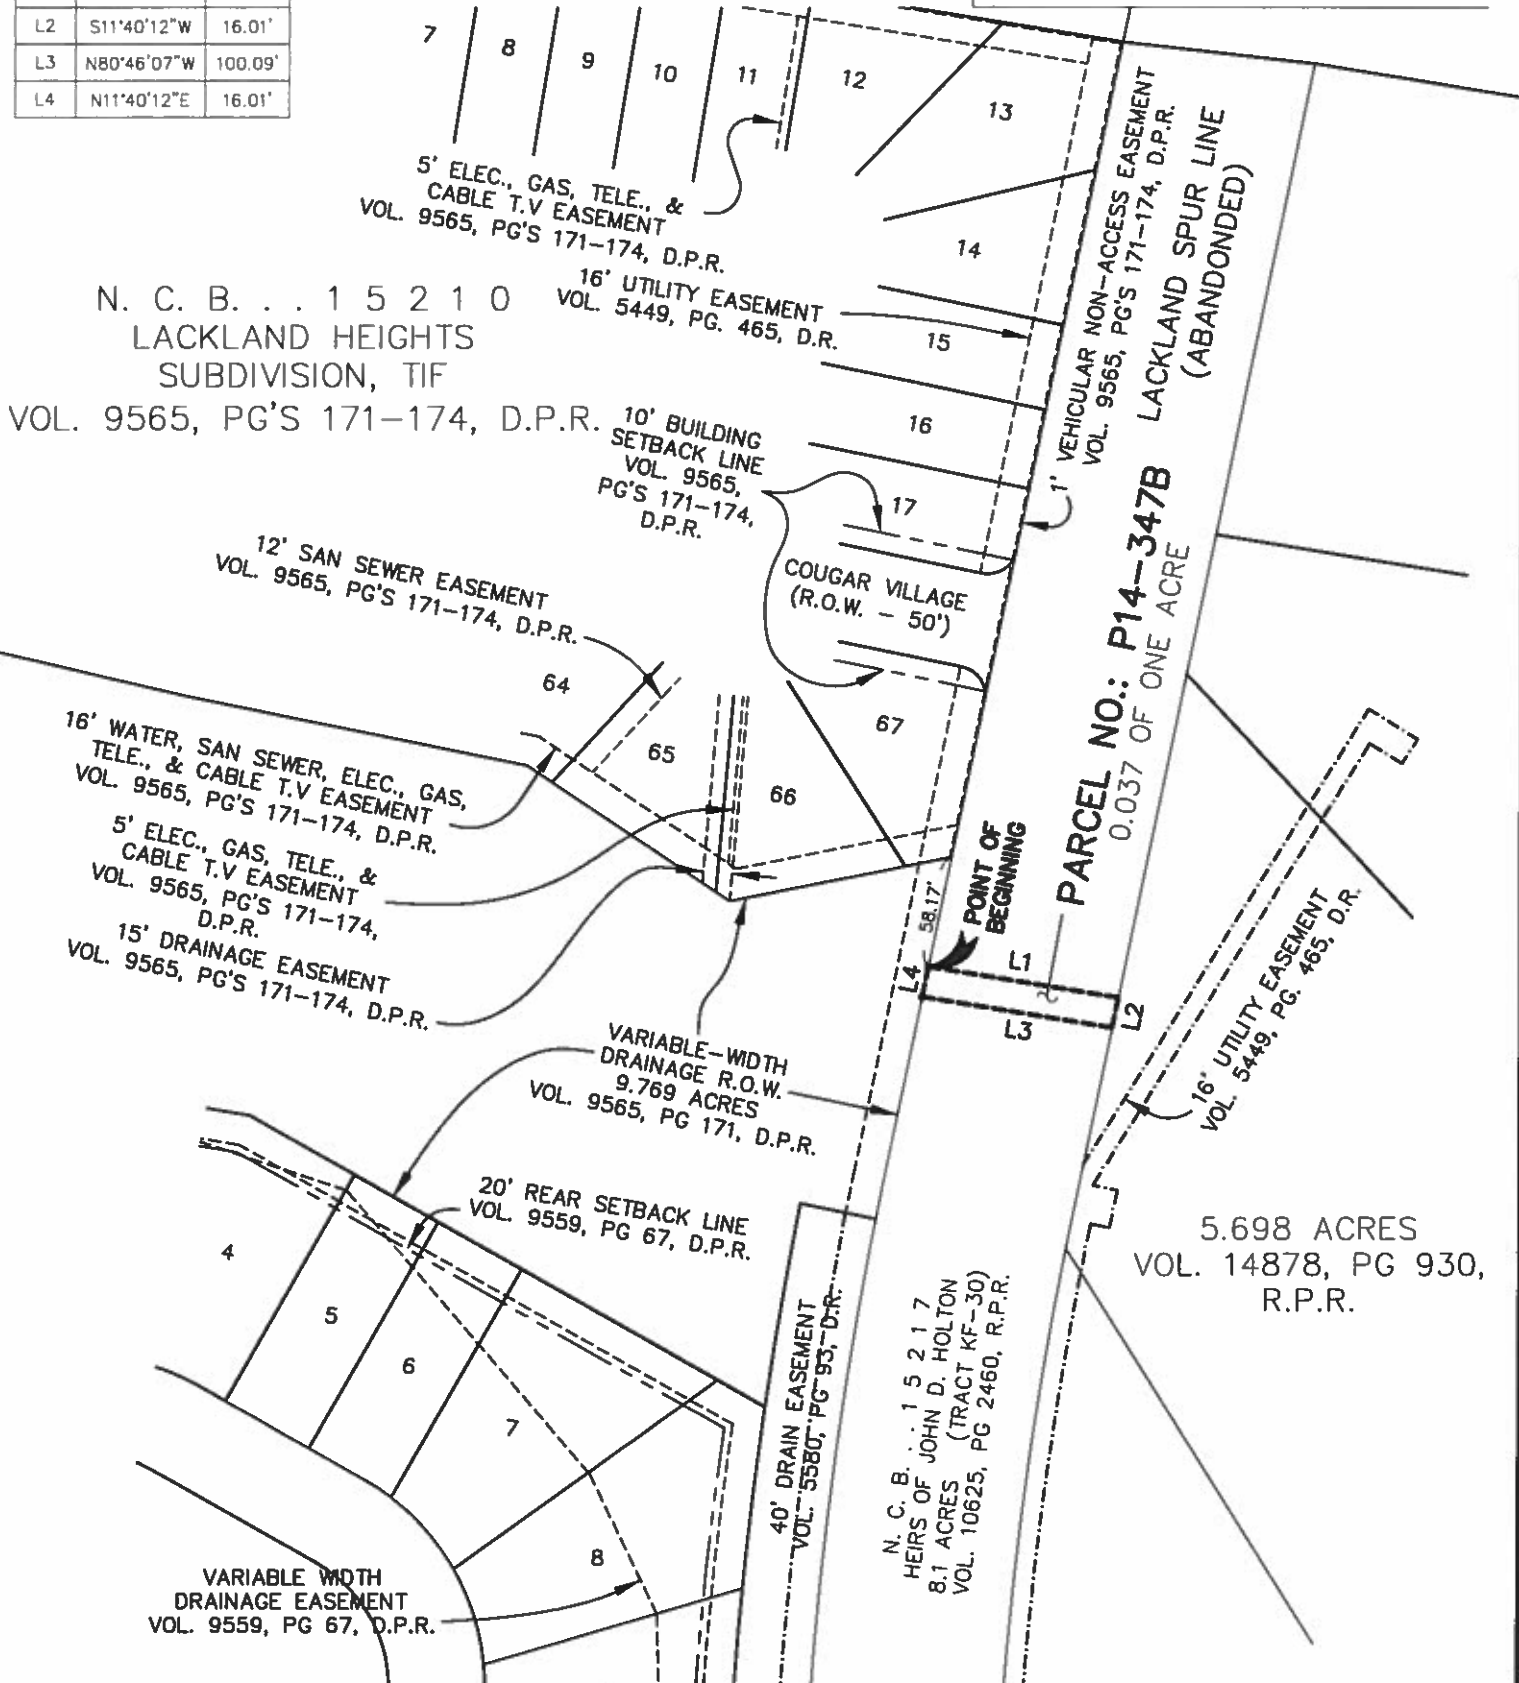 L2 S11°40'12"W 16.01'
L3 N80°46'07"W 100.09'
L4 N11°40'12"E 16.01'
7
8
9
10
11
12
13
14
15
16
17
5' ELEC., GAS, TELE., &
CABLE T.V EASEMENT
VOL. 9565, PG'S 171-174, D.P.R.
16' UTILITY EASEMENT
VOL. 5449, PG. 465, D.R.
1' VEHICULAR NON-ACCESS EASEMENT
VOL. 9565, PG'S 171-174, D.P.R.
LACKLAND SPUR LINE
(ABANDONDED)
N. C. B. . . 1 5 2 1 0
LACKLAND HEIGHTS
SUBDIVISION, TIF
VOL. 9565, PG'S 171-174, D.P.R.
10' BUILDING
SETBACK LINE
VOL. 9565,
PG'S 171-174,
D.P.R.
COUGAR VILLAGE
(R.O.W. - 50')
12' SAN SEWER EASEMENT
VOL. 9565, PG'S 171-174, D.P.R.
64
65
66
67
PARCEL NO.: P14-347B
0.037 OF ONE ACRE
16' WATER, SAN SEWER, ELEC., GAS,
TELE., & CABLE T.V EASEMENT
VOL. 9565, PG'S 171-174, D.P.R.
5' ELEC., GAS, TELE., &
CABLE T.V EASEMENT
VOL. 9565, PG'S 171-174,
D.P.R.
15' DRAINAGE EASEMENT
VOL. 9565, PG'S 171-174, D.P.R.
58.17'
POINT OF
BEGINNING
L1
L2
L3
L4
16' UTILITY EASEMENT
VOL. 5449, PG. 465, D.R.
VARIABLE-WIDTH
DRAINAGE R.O.W.
9.769 ACRES
VOL. 9565, PG 171, D.P.R.
20' REAR SETBACK LINE
VOL. 9559, PG 67, D.P.R.
5.698 ACRES
VOL. 14878, PG 930,
R.P.R.
4
5
6
7
8
40' DRAIN EASEMENT
VOL. 5580, PG 93, D.R.
N. C. B. . . 1 5 2 1 7
HEIRS OF JOHN D. HOLTON
8.1 ACRES (TRACT KF-30)
VOL. 10625, PG 2460, R.P.R.
VARIABLE WIDTH
DRAINAGE EASEMENT
VOL. 9559, PG 67, D.P.R.